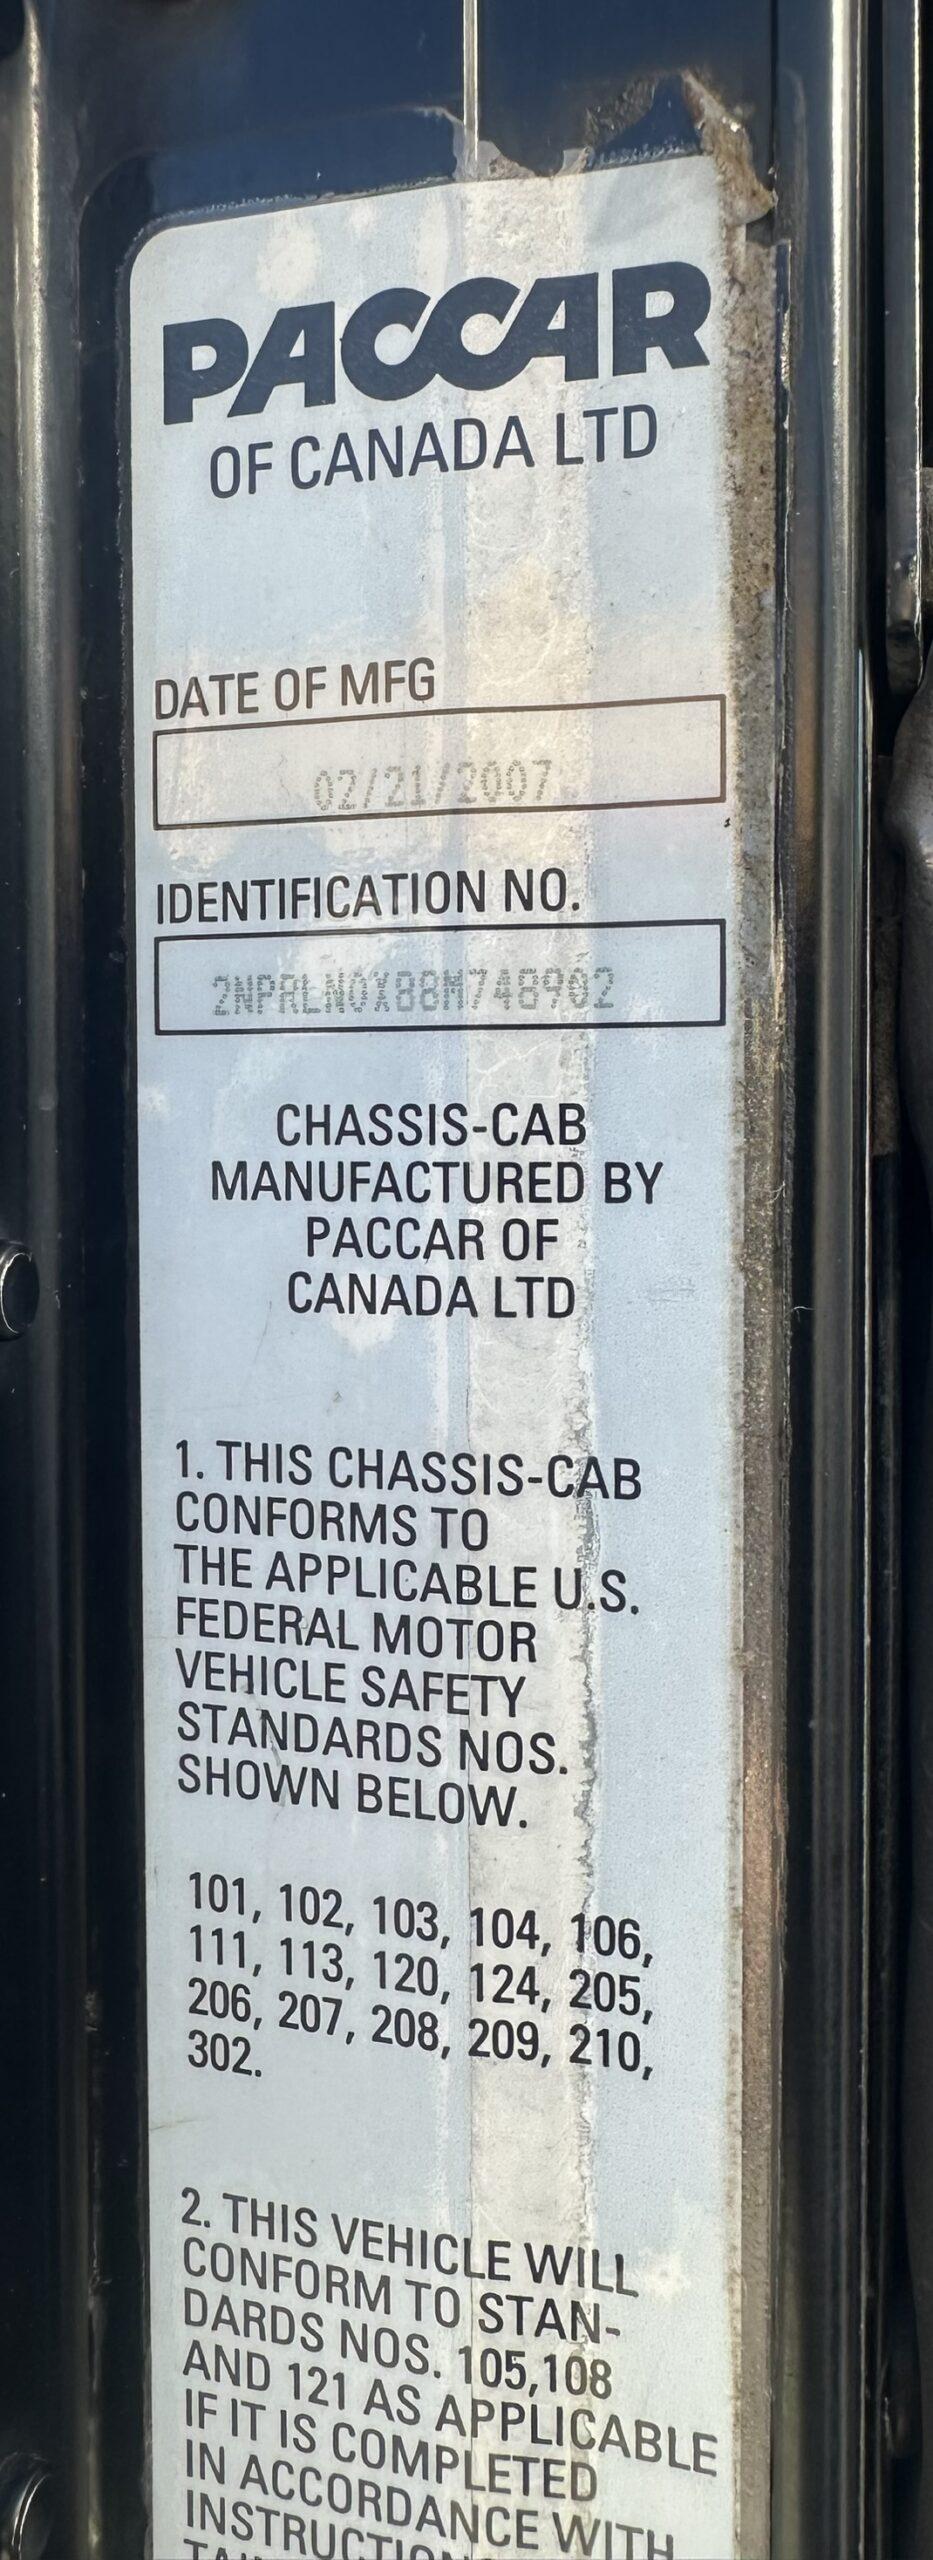 PACCAR
OF CANADA LTD
DATE OF MFG
02/21/2007
IDENTIFICATION NO.
CHASSIS-CAB
MANUFACTURED BY
PACCAR OF
CANADA LTD
1. THIS CHASSIS-CAB
CONFORMS TO
THE APPLICABLE U.S.
FEDERAL MOTOR
VEHICLE SAFETY
STANDARDS NOS.
SHOWN BELOW.
101, 102, 103, 104, 106,
111, 113, 120, 124, 205,
206, 207, 208, 209, 210,
302.
2. THIS VEHICLE WILL
CONFORM TO STAN-
DARDS NOS. 105,108
AND 121 AS APPLICABLE
IF IT IS COMPLETED
IN ACCORDANCE WITH